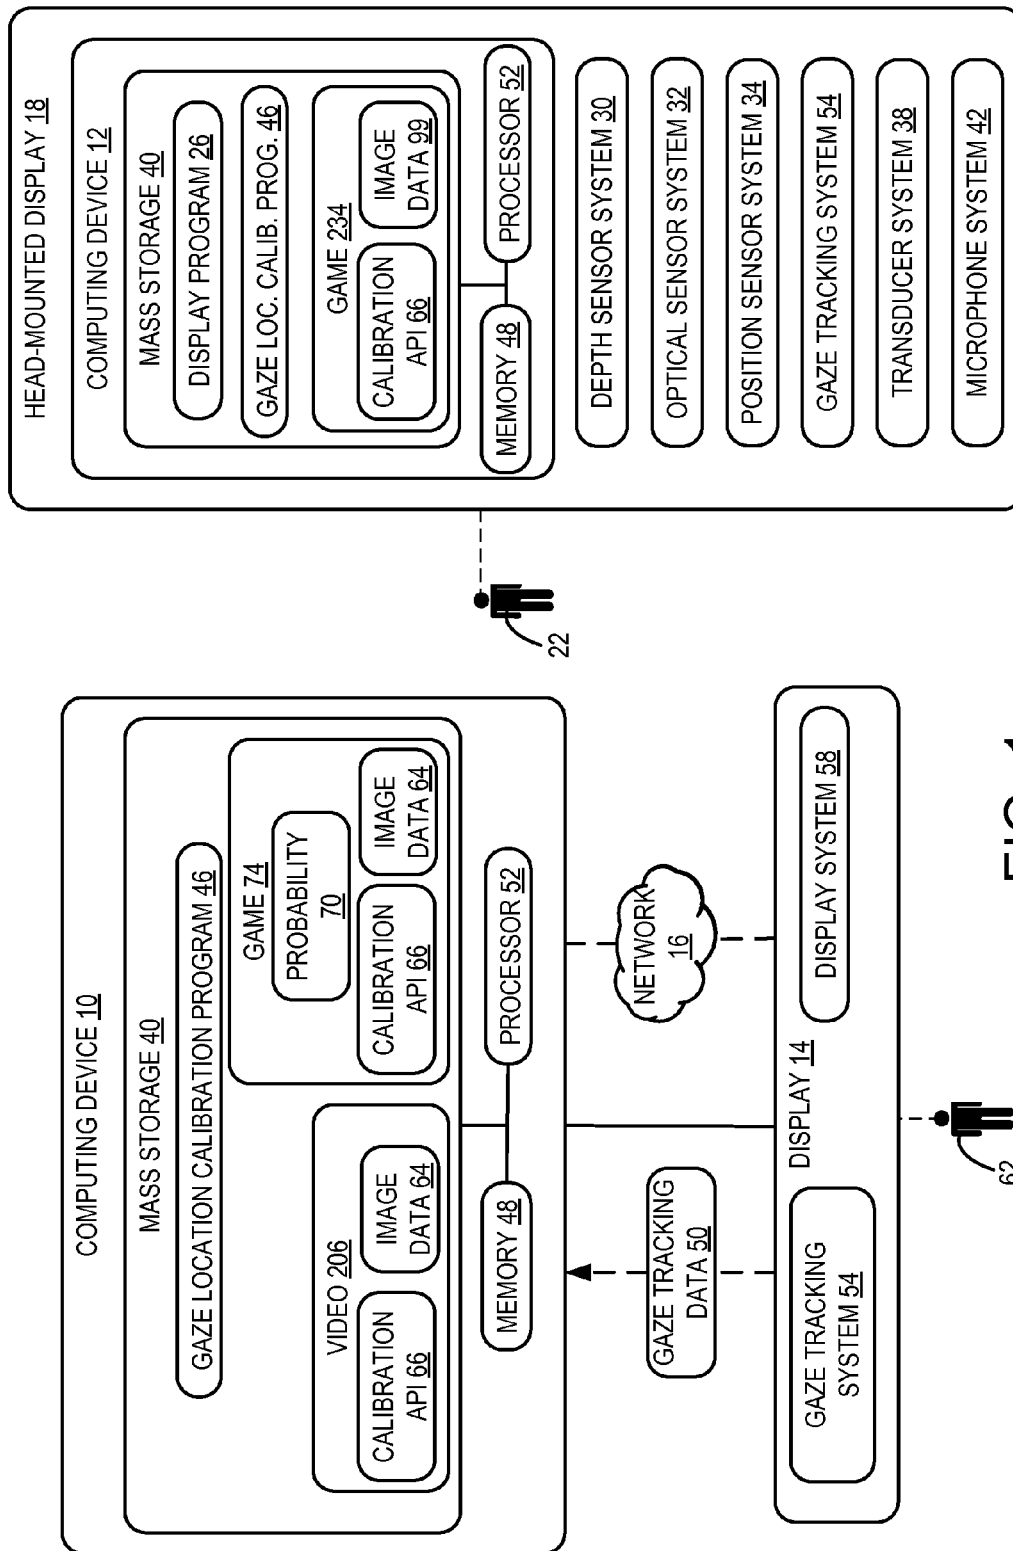 COMPUTING DEVICE 10
MASS STORAGE 40
GAZE LOCATION CALIBRATION PROGRAM 46
VIDEO 206
CALIBRATION
API 66
IMAGE
DATA 64
GAME 74
PROBABILITY
70
CALIBRATION
API 66
IMAGE
DATA 64
MEMORY 48
PROCESSOR 52
GAZE TRACKING
DATA 50
NETWORK
16
DISPLAY 14
GAZE TRACKING
SYSTEM 54
DISPLAY SYSTEM 58
62
22
HEAD-MOUNTED DISPLAY 18
COMPUTING DEVICE 12
MASS STORAGE 40
DISPLAY PROGRAM 26
GAZE LOC. CALIB. PROG. 46
GAME 234
CALIBRATION
API 66
IMAGE
DATA 99
MEMORY 48
PROCESSOR 52
DEPTH SENSOR SYSTEM 30
OPTICAL SENSOR SYSTEM 32
POSITION SENSOR SYSTEM 34
GAZE TRACKING SYSTEM 54
TRANSDUCER SYSTEM 38
MICROPHONE SYSTEM 42
FIG. 1